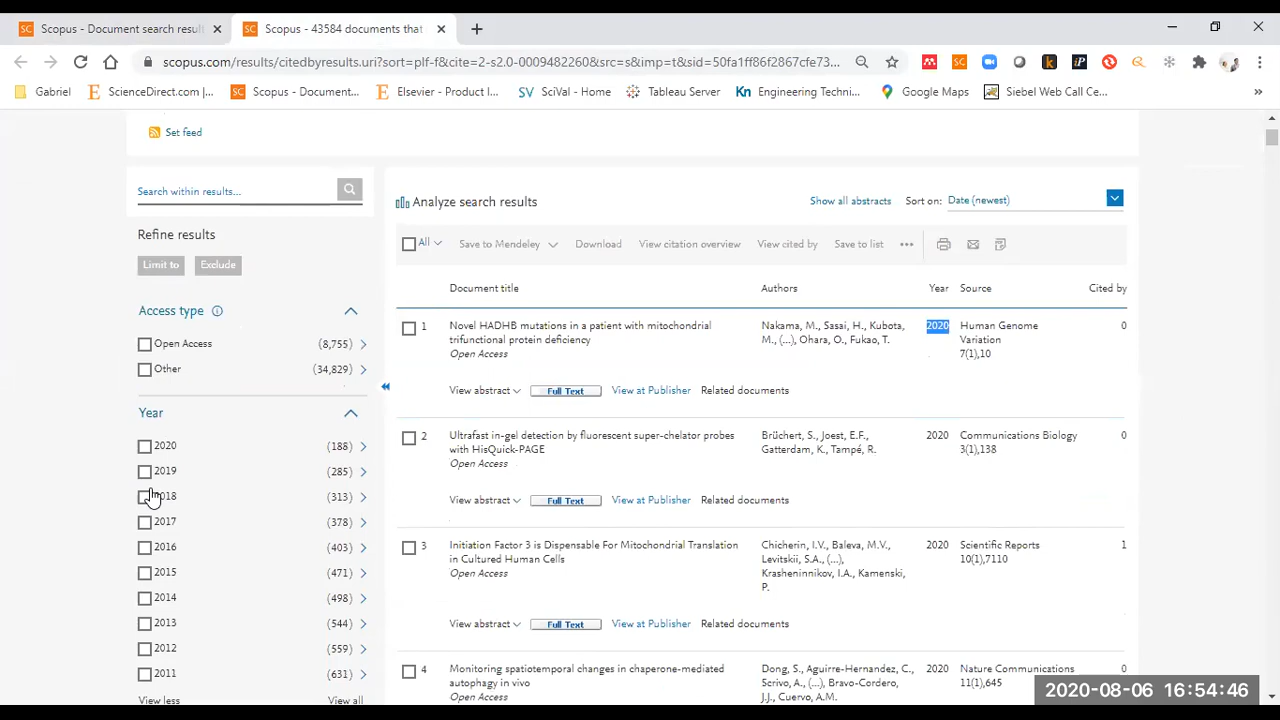 Scopus - Document search resul
Scopus - 43584 documents that
scopus.com/results/citedbyresults.uri?sort=plf-f&cite=2-s2.0-0009482260&src=s&imp=t&sid=50fa1ff86f2867cfe73...
Gabriel
ScienceDirect.com |...
Scopus - Document...
Elsevier - Product I...
SciVal - Home
Tableau Server
Engineering Techni...
Google Maps
Siebel Web Call Ce...
Set feed
Search within results...
Refine results
Limit to Exclude
Access type
Open Access (8,755)
Other (34,829)
Year
2020 (188)
2019 (285)
018 (313)
2017 (378)
2016 (403)
2015 (471)
2014 (498)
2013 (544)
2012 (559)
2011 (631)
View less View all
Analyze search results
Show all abstracts Sort on: Date (newest)
All Save to Mendeley Download View citation overview View cited by Save to list ...
Document title Authors Year Source Cited by
1 Novel HADHB mutations in a patient with mitochondrial
trifunctional protein deficiency
Open Access
Nakama, M., Sasai, H., Kubota,
M., (...), Ohara, O., Fukao, T.
2020
Human Genome
Variation
7(1),10
0
View abstract Full Text View at Publisher Related documents
2 Ultrafast in-gel detection by fluorescent super-chelator probes
with HisQuick-PAGE
Open Access
Brüchert, S., Joest, E.F.,
Gatterdam, K., Tampé, R.
2020
Communications Biology
3(1),138
0
View abstract Full Text View at Publisher Related documents
3 Initiation Factor 3 is Dispensable For Mitochondrial Translation
in Cultured Human Cells
Open Access
Chicherin, I.V., Baleva, M.V.,
Levitskii, S.A., (...),
Krasheninnikov, I.A., Kamenski,
P.
2020
Scientific Reports
10(1),7110
1
View abstract Full Text View at Publisher Related documents
4 Monitoring spatiotemporal changes in chaperone-mediated
autophagy in vivo
Open Access
Dong, S., Aguirre-Hernandez, C.,
Scrivo, A., (...), Bravo-Cordero,
J.J., Cuervo, A.M.
2020
Nature Communications
11(1),645
0
2020-08-06 16:54:46